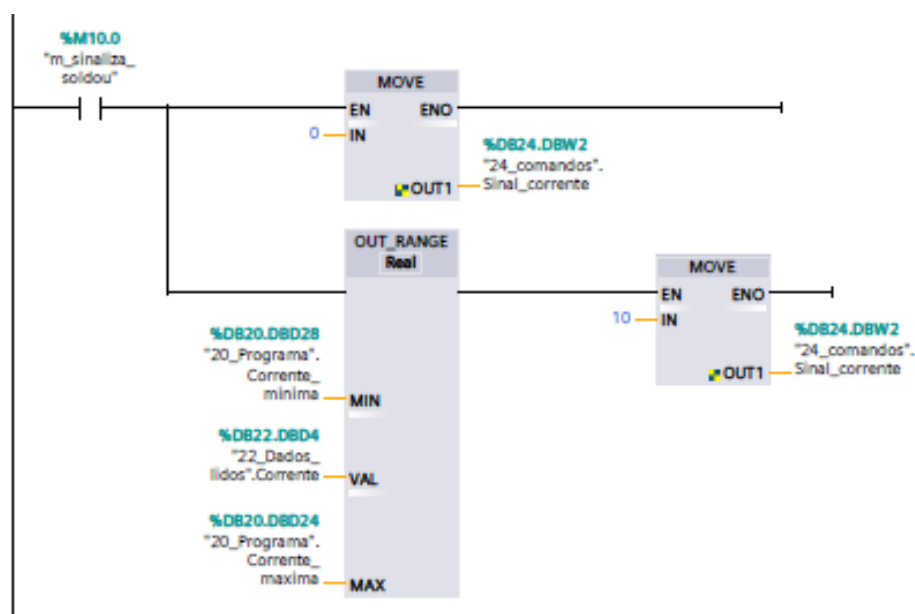 %M10.0
"m_sinaliza_
soldou"
MOVE
EN ENO
0 IN
%DB24.DBW2
"24_comandos".
OUT1 Sinal_corrente
OUT_RANGE
Real
MOVE
EN ENO
10 IN
%DB24.DBW2
"24_comandos".
OUT1 Sinal_corrente
%DB20.DBD28
"20_Programa".
Corrente_
minima MIN
%DB22.DBD4
"22_Dados_
lidos".Corrente VAL
%DB20.DBD24
"20_Programa".
Corrente_
maxima MAX